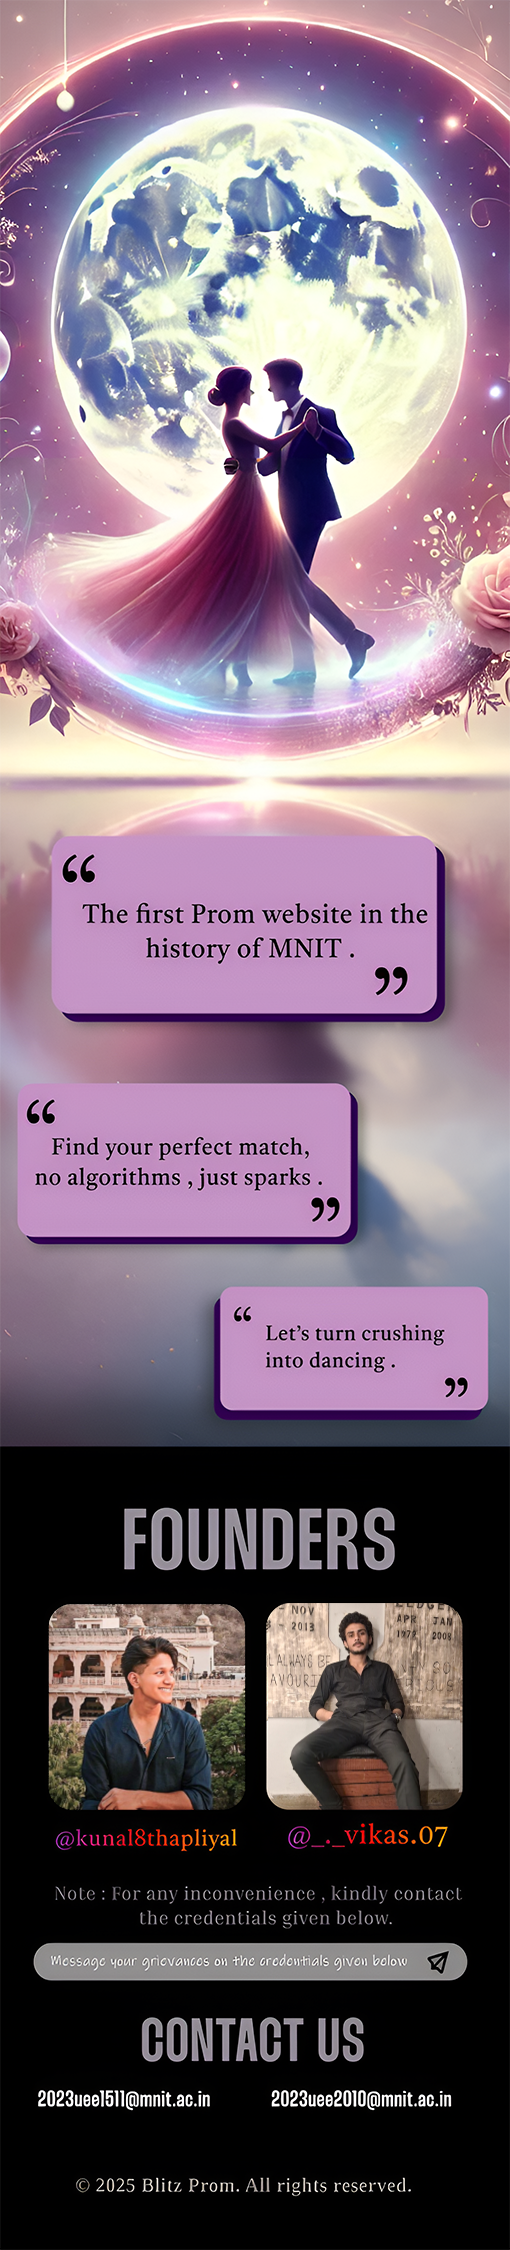 “
The first Prom website in the
history of MNIT .
”
“
Find your perfect match,
no algorithms , just sparks .
”
“
Let’s turn crushing
into dancing .
”
FOUNDERS
NOV
2013
APR JAN
1972 2008
L ALWAYS BE
AVOURIT
@kunal8thapliyal
@_._vikas.07
Note : For any inconvenience , kindly contact
the credentials given below.
Message your grievances on the credentials given below
CONTACT US
2023uee1511@mnit.ac.in
2023uee2010@mnit.ac.in
© 2025 Blitz Prom. All rights reserved.